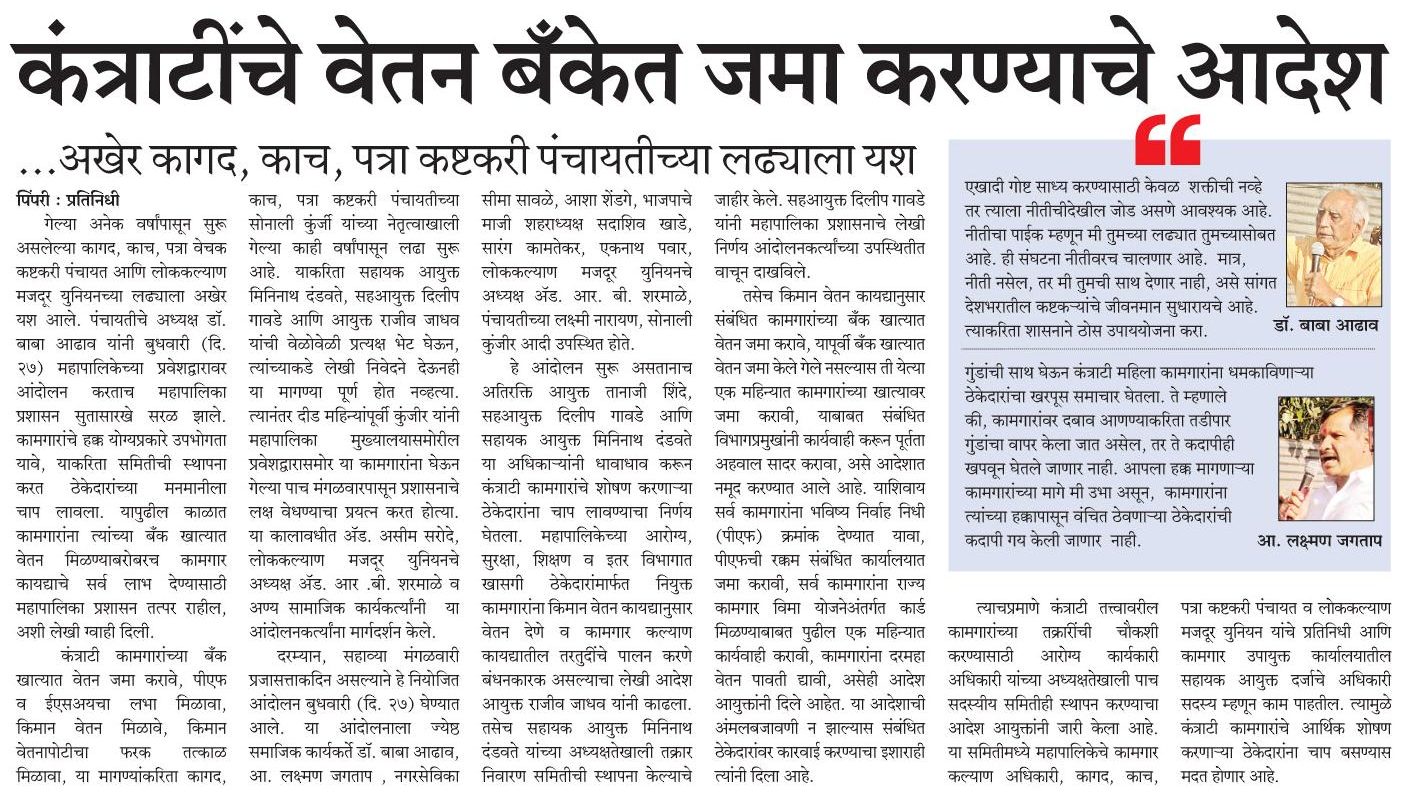 कंत्राटींचे वेतन बँकेत जमा करण्याचे आदेश
...अखेर कागद, काच, पत्रा कष्टकरी पंचायतीच्या लढ्याला यश
पिंपरी : प्रतिनिधी
गेल्या अनेक वर्षांपासून सुरू
असलेल्या कागद, काच, पत्रा वेचक
कष्टकरी पंचायत आणि लोककल्याण
मजदूर युनियनच्या लढ्याला अखेर
यश आले. पंचायतीचे अध्यक्ष डॉ.
बाबा आढाव यांनी बुधवारी (दि.
२७) महापालिकेच्या प्रवेशद्वारावर
आंदोलन करताच महापालिका
प्रशासन सुतासारखे सरळ झाले.
कामगारांचे हक्क योग्यप्रकारे उपभोगता
यावे, याकरिता समितीची स्थापना
करत ठेकेदारांच्या मनमानीला
चाप लावला. यापुढील काळात
कामगारांना त्यांच्या बँक खात्यात
वेतन मिळण्याबरोबरच कामगार
कायद्याचे सर्व लाभ देण्यासाठी
महापालिका प्रशासन तत्पर राहील,
अशी लेखी ग्वाही दिली.
कंत्राटी कामगारांच्या बँक
खात्यात वेतन जमा करावे, पीएफ
व ईएसअयचा लभा मिळावा,
किमान वेतन मिळावे, किमान
वेतनापोटीचा फरक तत्काळ
मिळावा, या मागण्यांकरिता कागद,
काच, पत्रा कष्टकरी पंचायतीच्या
सोनाली कुंर्जी यांच्या नेतृत्वाखाली
गेल्या काही वर्षांपासून लढा सुरू
आहे. याकरिता सहायक आयुक्त
मिनिनाथ दंडवते, सहआयुक्त दिलीप
गावडे आणि आयुक्त राजीव जाधव
यांची वेळोवेळी प्रत्यक्ष भेट घेऊन,
त्यांच्याकडे लेखी निवेदने देऊनही
या मागण्या पूर्ण होत नव्हत्या.
त्यानंतर दीड महिन्यांपूर्वी कुंजीर यांनी
महापालिका मुख्यालयासमोरील
प्रवेशद्वारासमोर या कामगारांना घेऊन
गेल्या पाच मंगळवारपासून प्रशासनाचे
लक्ष वेधण्याचा प्रयत्न करत होत्या.
या कालावधीत अ‍ॅड. असीम सरोदे,
लोककल्याण मजदूर युनियनचे
अध्यक्ष अ‍ॅड. आर .बी. शरमाळे व
अण्य सामाजिक कार्यकर्त्यांनी या
आंदोलनकर्त्यांना मार्गदर्शन केले.
दरम्यान, सहाव्या मंगळवारी
प्रजासत्ताकदिन असल्याने हे नियोजित
आंदोलन बुधवारी (दि. २७) घेण्यात
आले. या आंदोलनाला ज्येष्ठ
समाजिक कार्यकर्ते डॉ. बाबा आढाव,
आ. लक्ष्मण जगताप , नगरसेविका
सीमा सावळे, आशा शेंडगे, भाजपाचे
माजी शहराध्यक्ष सदाशिव खाडे,
सारंग कामतेकर, एकनाथ पवार,
लोककल्याण मजदूर युनियनचे
अध्यक्ष अ‍ॅड. आर. बी. शरमाळे,
पंचायतीच्या लक्ष्मी नारायण, सोनाली
कुंजीर आदी उपस्थित होते.
हे आंदोलन सुरू असतानाच
अतिरक्ति आयुक्त तानाजी शिंदे,
सहआयुक्त दिलीप गावडे आणि
सहायक आयुक्त मिनिनाथ दंडवते
या अधिकाऱ्यांनी धावाधाव करून
कंत्राटी कामगारांचे शोषण करणाऱ्या
ठेकेदारांना चाप लावण्याचा निर्णय
घेतला. महापालिकेच्या आरोग्य,
सुरक्षा, शिक्षण व इतर विभागात
खासगी ठेकेदारांमार्फत नियुक्त
कामगारांना किमान वेतन कायद्यानुसार
वेतन देणे व कामगार कल्याण
कायद्यातील तरतुदींचे पालन करणे
बंधनकारक असल्याचा लेखी आदेश
आयुक्त राजीव जाधव यांनी काढला.
तसेच सहायक आयुक्त मिनिनाथ
दंडवते यांच्या अध्यक्षतेखाली तक्रार
निवारण समितीची स्थापना केल्याचे
जाहीर केले. सहआयुक्त दिलीप गावडे
यांनी महापालिका प्रशासनाचे लेखी
निर्णय आंदोलनकर्त्यांच्या उपस्थितीत
वाचून दाखविले.
तसेच किमान वेतन कायद्यानुसार
संबंधित कामगारांच्या बँक खात्यात
वेतन जमा करावे, यापूर्वी बँक खात्यात
वेतन जमा केले गेले नसल्यास ती येत्या
एक महिन्यात कामगारांच्या खात्यावर
जमा करावी, याबाबत संबंधित
विभागप्रमुखांनी कार्यवाही करून पूर्तता
अहवाल सादर करावा, असे आदेशात
नमूद करण्यात आले आहे. याशिवाय
सर्व कामगारांना भविष्य निर्वाह निधी
(पीएफ) क्रमांक देण्यात यावा,
पीएफची रक्कम संबंधित कार्यालयात
जमा करावी, सर्व कामगारांना राज्य
कामगार विमा योजनेअंतर्गत कार्ड
मिळण्याबाबत पुढील एक महिन्यात
कार्यवाही करावी, कामगारांना दरमहा
वेतन पावती द्यावी, असेही आदेश
आयुक्तांनी दिले आहेत. या आदेशाची
अंमलबजावणी न झाल्यास संबंधित
ठेकेदारांवर कारवाई करण्याचा इशाराही
त्यांनी दिला आहे.
एखादी गोष्ट साध्य करण्यासाठी केवळ शक्तीची नव्हे
तर त्याला नीतीचीदेखील जोड असणे आवश्यक आहे.
नीतीचा पाईक म्हणून मी तुमच्या लढ्यात तुमच्यासोबत
आहे. ही संघटना नीतीवरच चालणार आहे. मात्र,
नीती नसेल, तर मी तुमची साथ देणार नाही, असे सांगत
देशभरातील कष्टकऱ्यांचे जीवनमान सुधारायचे आहे.
त्याकरिता शासनाने ठोस उपाययोजना करा.
डॉ. बाबा आढाव
गुंडांची साथ घेऊन कंत्राटी महिला कामगारांना धमकाविणाऱ्या
ठेकेदारांचा खरपूस समाचार घेतला. ते म्हणाले
की, कामगारांवर दबाव आणण्याकरिता तडीपार
गुंडांचा वापर केला जात असेल, तर ते कदापीही
खपवून घेतले जाणार नाही. आपला हक्क मागणाऱ्या
कामगारांच्या मागे मी उभा असून, कामगारांना
त्यांच्या हक्कापासून वंचित ठेवणाऱ्या ठेकेदारांची
कदापी गय केली जाणार नाही.
आ. लक्ष्मण जगताप
त्याचप्रमाणे कंत्राटी तत्त्वावरील
कामगारांच्या तक्रारींची चौकशी
करण्यासाठी आरोग्य कार्यकारी
अधिकारी यांच्या अध्यक्षतेखाली पाच
सदस्यीय समितीही स्थापन करण्याचा
आदेश आयुक्तांनी जारी केला आहे.
या समितीमध्ये महापालिकेचे कामगार
कल्याण अधिकारी, कागद, काच,
पत्रा कष्टकरी पंचायत व लोककल्याण
मजदूर युनियन यांचे प्रतिनिधी आणि
कामगार उपायुक्त कार्यालयातील
सहायक आयुक्त दर्जाचे अधिकारी
सदस्य म्हणून काम पाहतील. त्यामुळे
कंत्राटी कामगारांचे आर्थिक शोषण
करणाऱ्या ठेकेदारांना चाप बसण्यास
मदत होणार आहे.